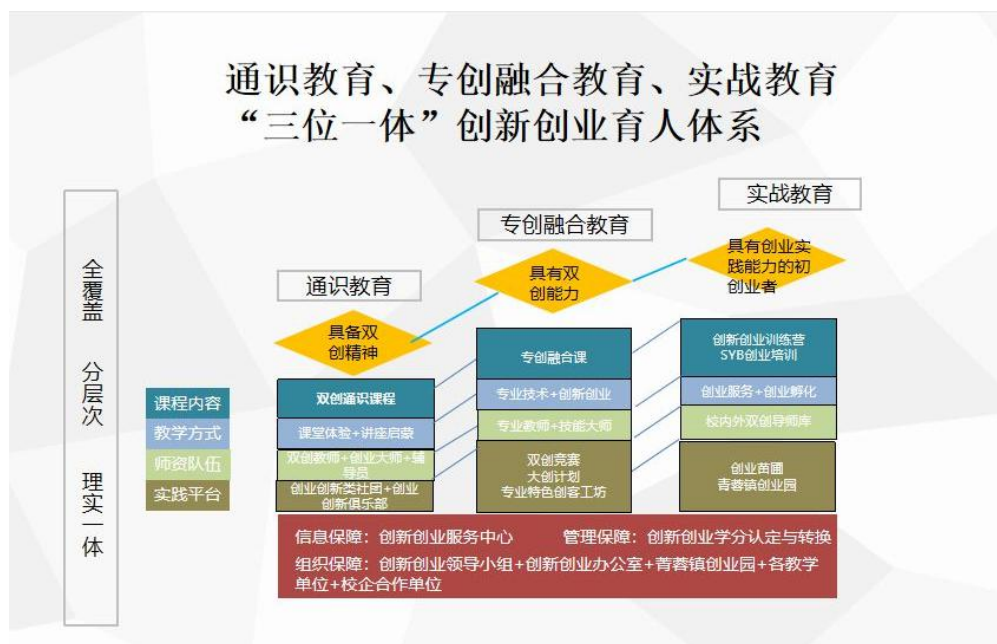 通识教育、专创融合教育、实战教育
“三位一体”创新创业育人体系
全覆盖
分层次
理实一体
课程内容
教学方式
师资队伍
实践平台
通识教育
具备双
创精神
双创通识课程
课堂体验+讲座启蒙
双创教师+创业大师+辅
导员
创业创新类社团+创业
创新俱乐部
专创融合教育
具有双
创能力
专创融合课
专业技术+创新创业
专业教师+技能大师
双创竞赛
大创计划
专业特色创客工坊
实战教育
具有创业实
践能力的初
创业者
创新创业训练营
SYB创业培训
创业服务+创业孵化
校内外双创导师库
创业苗圃
青蓉镇创业园
信息保障：创新创业服务中心
管理保障：创新创业学分认定与转换
组织保障：创新创业领导小组+创新创业办公室+菁蓉镇创业园+各教学
单位+校企合作单位